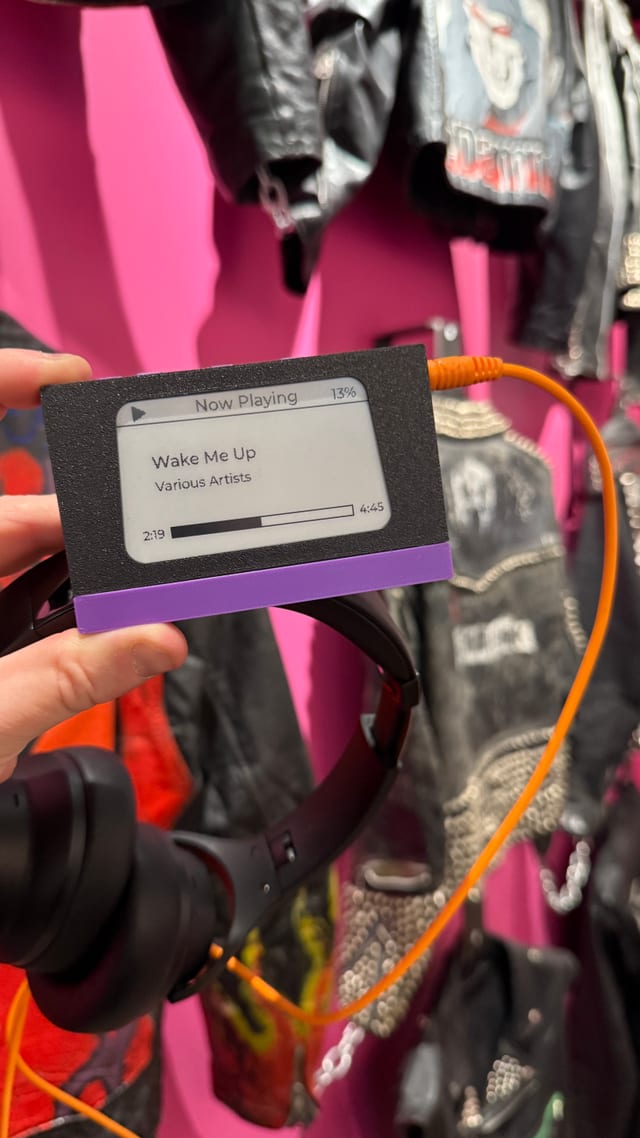 Now Playing 13%
Wake Me Up
Various Artists
2:19 4:45